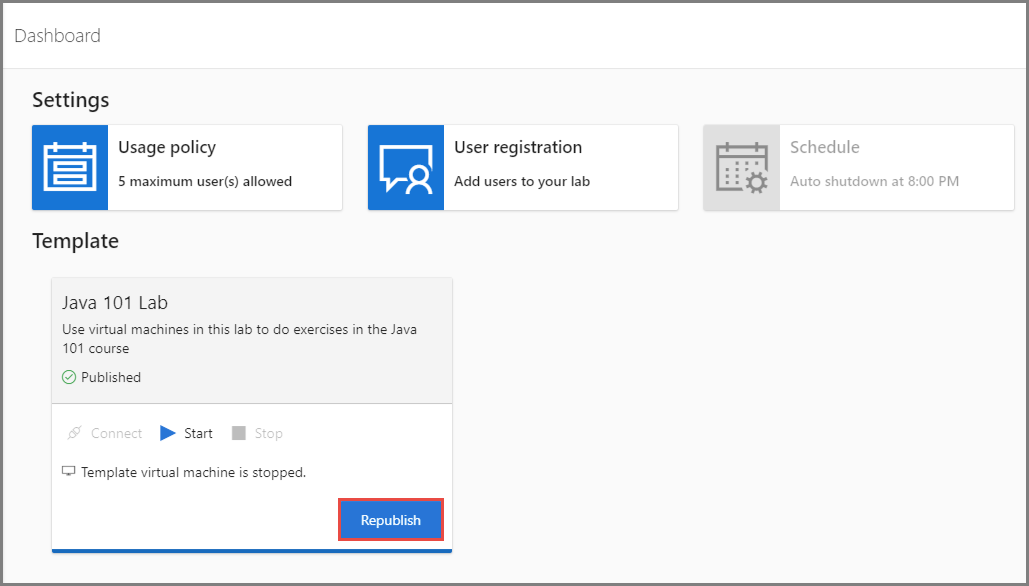 Dashboard
Settings
Usage policy
5 maximum user(s) allowed
User registration
Add users to your lab
Schedule
Auto shutdown at 8:00 PM
Template
Java 101 Lab
Use virtual machines in this lab to do exercises in the Java
101 course
Published
Connect Start Stop
Template virtual machine is stopped.
Republish